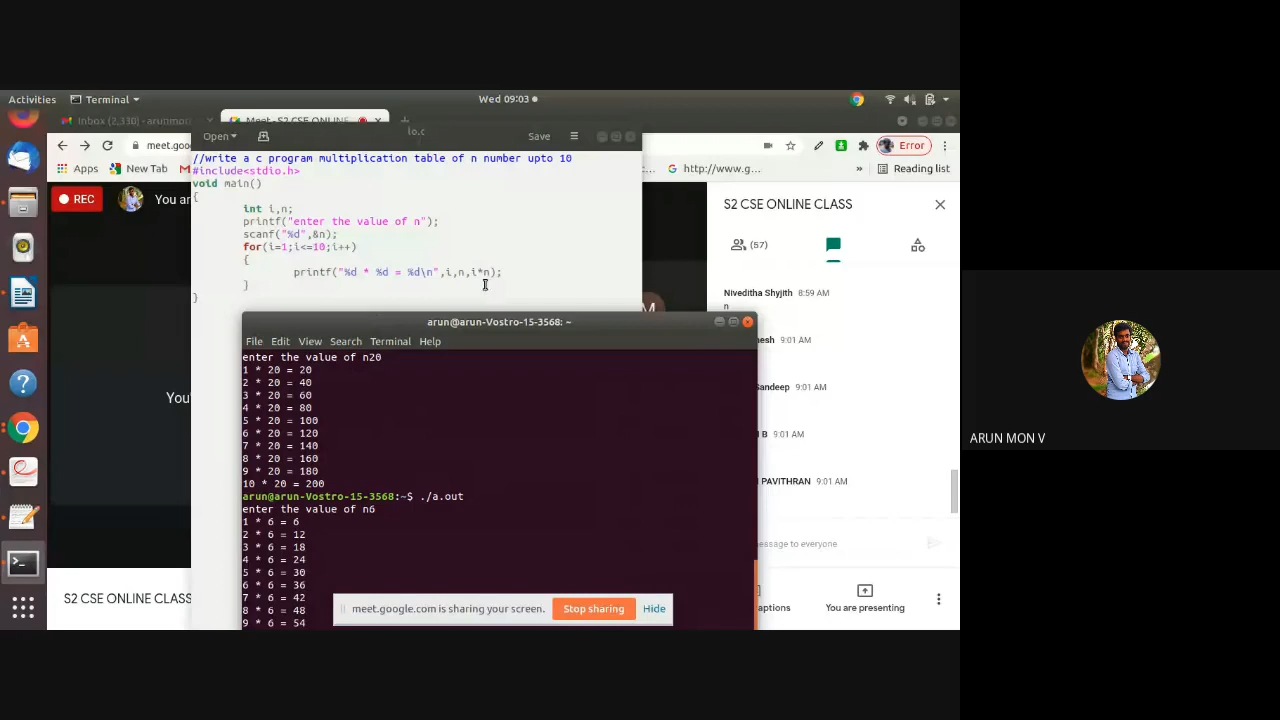 Activities Terminal Wed 09:03
Inbox (2,330) - arunmo Meet - S2 CSE ONLINE
Open io.c Save
meet.goo Error
Apps New Tab http://www.g... » Reading list
//write a c program multiplication table of n number upto 10
#include<stdio.h>
void main()
{
int i,n;
printf("enter the value of n");
scanf("%d",&n);
for(i=1;i<=10;i++)
{
printf("%d * %d = %d\n",i,n,i*n);
}
}
REC You
S2 CSE ONLINE CLASS
(57)
Niveditha Shyjith 8:59 AM
n
esh 9:01 AM
Sandeep 9:01 AM
B 9:01 AM
PAVITHRAN 9:01 AM
essage to everyone
aptions You are presenting
M
You
S2 CSE ONLINE CLASS
arun@arun-Vostro-15-3568: ~
File Edit View Search Terminal Help
enter the value of n20
1 * 20 = 20
2 * 20 = 40
3 * 20 = 60
4 * 20 = 80
5 * 20 = 100
6 * 20 = 120
7 * 20 = 140
8 * 20 = 160
9 * 20 = 180
10 * 20 = 200
arun@arun-Vostro-15-3568:~$ ./a.out
enter the value of n6
1 * 6 = 6
2 * 6 = 12
3 * 6 = 18
4 * 6 = 24
5 * 6 = 30
6 * 6 = 36
7 * 6 = 42
8 * 6 = 48
9 * 6 = 54
meet.google.com is sharing your screen. Stop sharing Hide
ARUN MON V